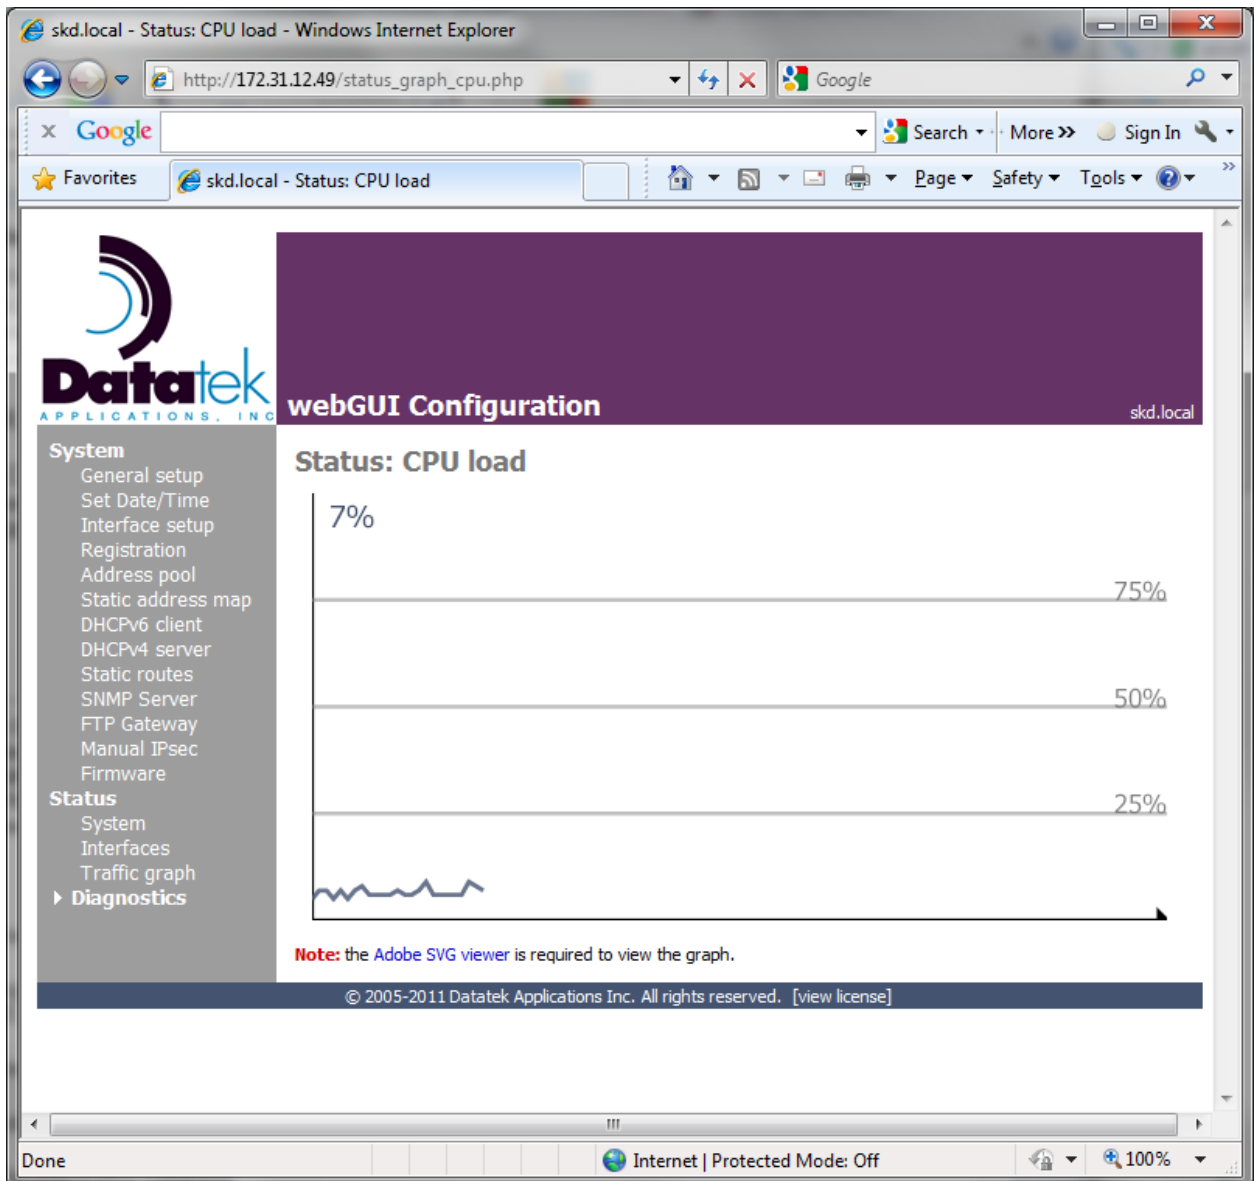 skd.local - Status: CPU load - Windows Internet Explorer
http://172.31.12.49/status_graph_cpu.php
Google
x Google Search More >> Sign In
Favorites skd.local - Status: CPU load Page Safety Tools
Datatek
APPLICATIONS, INC
webGUI Configuration
skd.local
System
General setup
Set Date/Time
Interface setup
Registration
Address pool
Static address map
DHCPv6 client
DHCPv4 server
Static routes
SNMP Server
FTP Gateway
Manual IPsec
Firmware
Status
System
Interfaces
Traffic graph
Diagnostics
Status: CPU load
7%
75%
50%
25%
Note: the Adobe SVG viewer is required to view the graph.
© 2005-2011 Datatek Applications Inc. All rights reserved. [view license]
Done Internet | Protected Mode: Off 100%